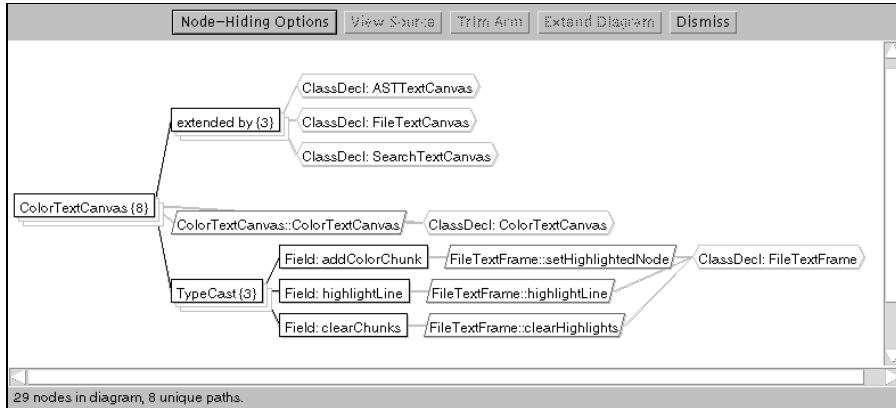 Node-Hiding Options View Source Trim Arm Extend Diagram Dismiss
ClassDecl: ASTTextCanvas
extended by {3} ClassDecl: FileTextCanvas
ClassDecl: SearchTextCanvas
ColorTextCanvas {8}
ColorTextCanvas::ColorTextCanvas ClassDecl: ColorTextCanvas
Field: addColorChunk FileTextFrame::setHighlightedNode ClassDecl: FileTextFrame
TypeCast {3} Field: highlightLine FileTextFrame::highlightLine
Field: clearChunks FileTextFrame::clearHighlights
29 nodes in diagram, 8 unique paths.